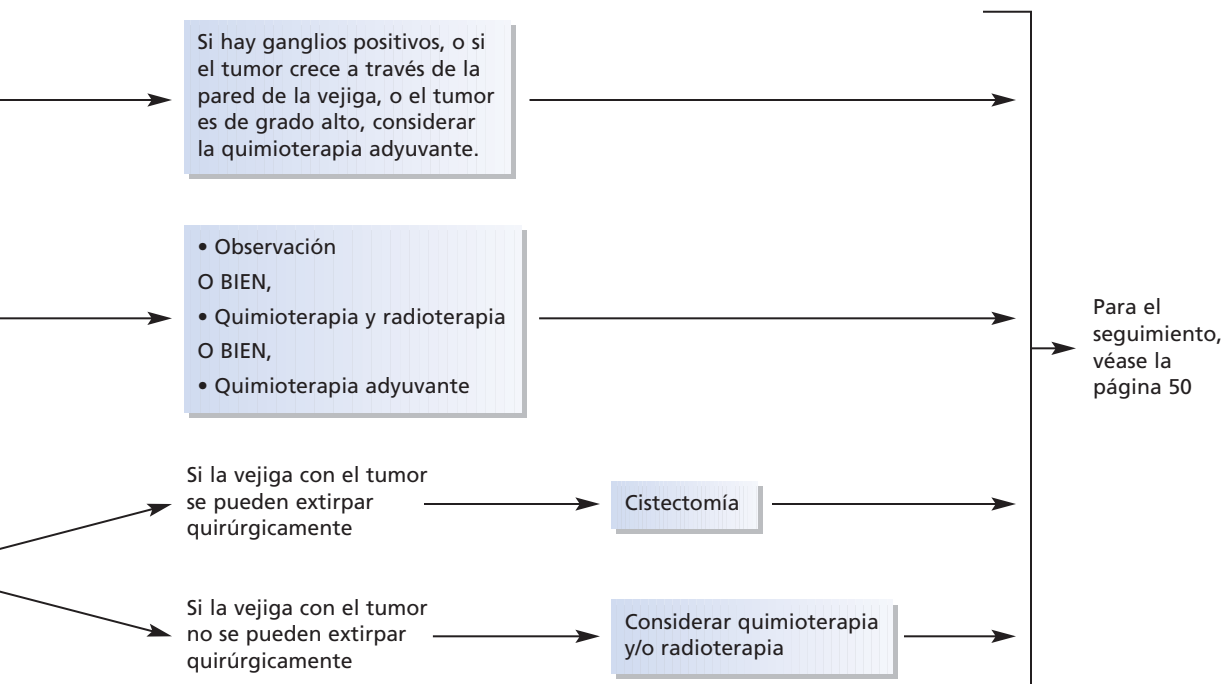 Si hay ganglios positivos, o si
el tumor crece a través de la
pared de la vejiga, o el tumor
es de grado alto, considerar
la quimioterapia adyuvante.
• Observación
O BIEN,
• Quimioterapia y radioterapia
O BIEN,
• Quimioterapia adyuvante
Para el
seguimiento,
véase la
página 50
Si la vejiga con el tumor
se pueden extirpar
quirúrgicamente
Cistectomía
Si la vejiga con el tumor
no se pueden extirpar
quirúrgicamente
Considerar quimioterapia
y/o radioterapia